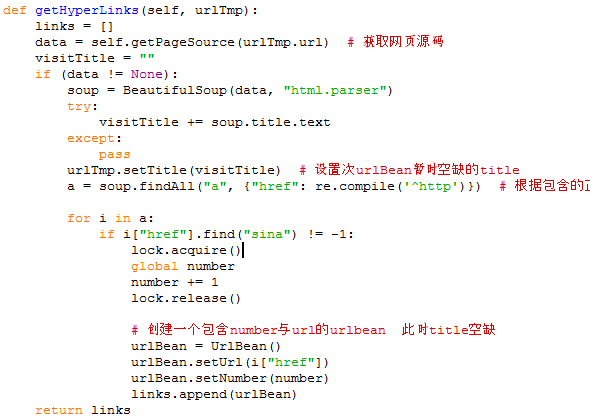 def getHyperLinks(self, urlTmp):
    links = []
    data = self.getPageSource(urlTmp.url)  # 获取网页源码
    visitTitle = ""
    if (data != None):
        soup = BeautifulSoup(data, "html.parser")
        try:
            visitTitle += soup.title.text
        except:
            pass
        urlTmp.setTitle(visitTitle)  # 设置次urlBean暂时空缺的title
        a = soup.findAll("a", {"href": re.compile('^http')})  # 根据包含的正
        for i in a:
            if i["href"].find("sina") != -1:
                lock.acquire()
                global number
                number += 1
                lock.release()
                # 创建一个包含number与url的urlbean  此时title空缺
                urlBean = UrlBean()
                urlBean.setUrl(i["href"])
                urlBean.setNumber(number)
                links.append(urlBean)
    return links